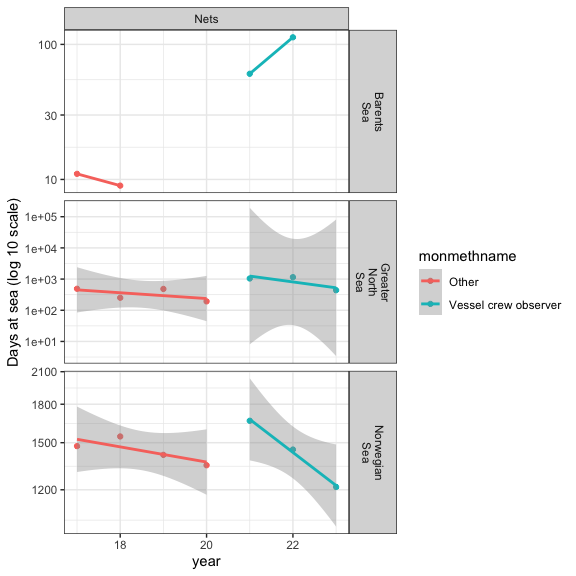 Nets
100
30
10
Barents
Sea
1e+05
1e+04
1e+03
1e+02
1e+01
Greater
North
Sea
2100
1800
1500
1200
Norwegian
Sea
18
20
22
year
Days at sea (log 10 scale)
monmethname
Other
Vessel crew observer